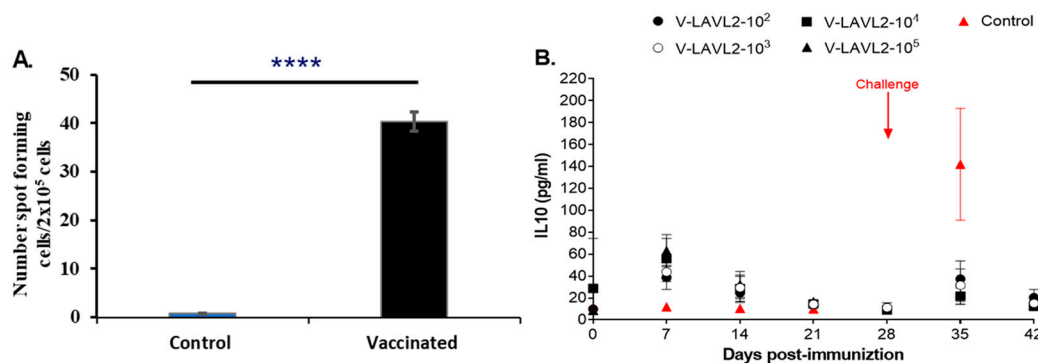 A.
****
50
40
30
20
10
0
Number spot forming
cells/2x10⁵ cells
Control
Vaccinated
V-LAVL2-10²
V-LAVL2-10⁴
Control
V-LAVL2-10³
V-LAVL2-10⁵
B.
Challenge
220
200
180
160
140
120
100
80
60
40
20
0
IL10 (pg/ml)
0
7
14
21
28
35
42
Days post-immuniztion